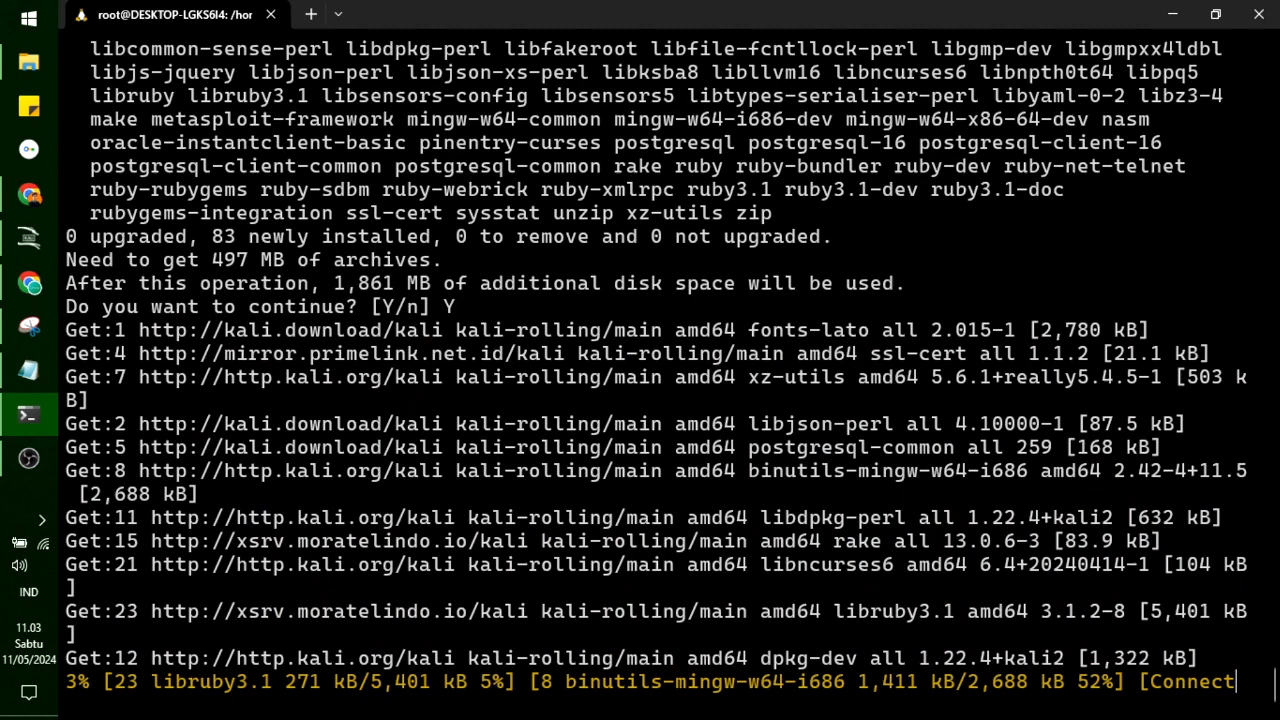 root@DESKTOP-LGKS6I4: /hor
libcommon-sense-perl libdpkg-perl libfakeroot libfile-fcntllock-perl libgmp-dev libgmpxx4ldbl
libjs-jquery libjson-perl libjson-xs-perl libksba8 libllvm16 libncurses6 libnpth0t64 libpq5
libruby libruby3.1 libsensors-config libsensors5 libtypes-serialiser-perl libyaml-0-2 libz3-4
make metasploit-framework mingw-w64-common mingw-w64-i686-dev mingw-w64-x86-64-dev nasm
oracle-instantclient-basic pinentry-curses postgresql postgresql-16 postgresql-client-16
postgresql-client-common postgresql-common rake ruby ruby-bundler ruby-dev ruby-net-telnet
ruby-rubygems ruby-sdbm ruby-webrick ruby-xmlrpc ruby3.1 ruby3.1-dev ruby3.1-doc
rubygems-integration ssl-cert sysstat unzip xz-utils zip
0 upgraded, 83 newly installed, 0 to remove and 0 not upgraded.
Need to get 497 MB of archives.
After this operation, 1,861 MB of additional disk space will be used.
Do you want to continue? [Y/n] Y
Get:1 http://kali.download/kali kali-rolling/main amd64 fonts-lato all 2.015-1 [2,780 kB]
Get:4 http://mirror.primelink.net.id/kali kali-rolling/main amd64 ssl-cert all 1.1.2 [21.1 kB]
Get:7 http://http.kali.org/kali kali-rolling/main amd64 xz-utils amd64 5.6.1+really5.4.5-1 [503 k
B]
Get:2 http://http.kali.org/kali kali-rolling/main amd64 libjson-perl all 4.10000-1 [87.5 kB]
Get:5 http://http.kali.org/kali kali-rolling/main amd64 postgresql-common all 259 [168 kB]
Get:8 http://http.kali.org/kali kali-rolling/main amd64 binutils-mingw-w64-i686 amd64 2.42-4+11.5
[2,688 kB]
Get:11 http://http.kali.org/kali kali-rolling/main amd64 libdpkg-perl all 1.22.4+kali2 [632 kB]
Get:15 http://xsrv.moratelindo.io/kali kali-rolling/main amd64 rake all 13.0.6-3 [83.9 kB]
Get:21 http://http.kali.org/kali kali-rolling/main amd64 libncurses6 amd64 6.4+20240414-1 [104 kB
]
Get:23 http://xsrv.moratelindo.io/kali kali-rolling/main amd64 libruby3.1 amd64 3.1.2-8 [5,401 kB
]
Get:12 http://http.kali.org/kali kali-rolling/main amd64 dpkg-dev all 1.22.4+kali2 [1,322 kB]
3% [23 libruby3.1 271 kB/5,401 kB 5%] [8 binutils-mingw-w64-i686 1,411 kB/2,688 kB 52%] [Connect
IND
11.03
Sabtu
11/05/2024